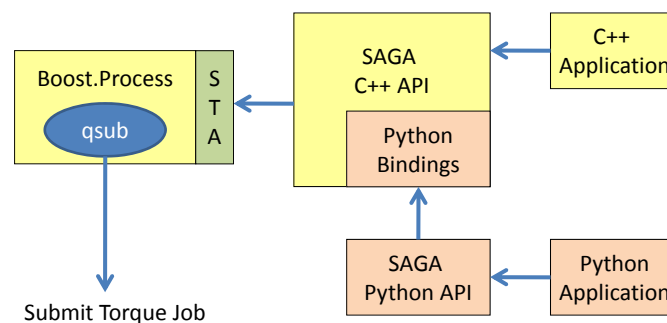 Boost.Process
qsub
S
T
A
SAGA
C++ API
Python
Bindings
C++
Application
SAGA
Python API
Python
Application
Submit Torque Job